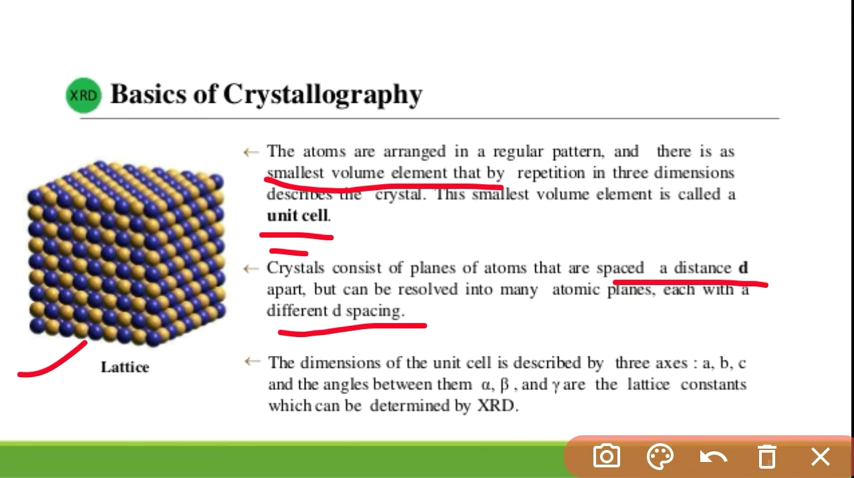 XRD Basics of Crystallography
← The atoms are arranged in a regular pattern, and there is as
smallest volume element that by repetition in three dimensions
describes the crystal. This smallest volume element is called a
unit cell.
← Crystals consist of planes of atoms that are spaced a distance d
apart, but can be resolved into many atomic planes, each with a
different d spacing.
Lattice
← The dimensions of the unit cell is described by three axes : a, b, c
and the angles between them α, β , and γ are the lattice constants
which can be determined by XRD.